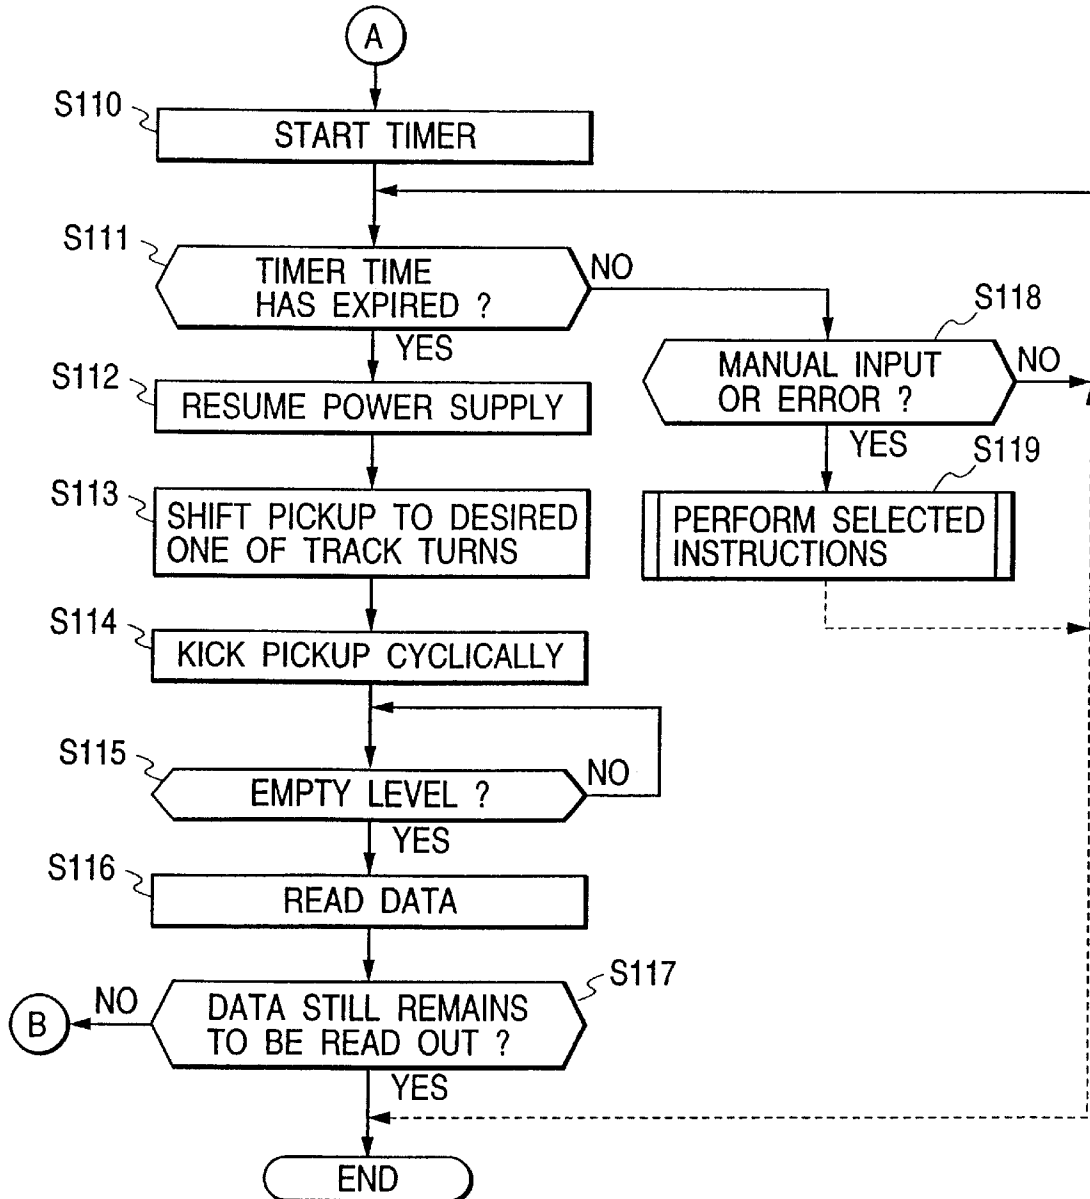 A
S110
START TIMER
S111
TIMER TIME
HAS EXPIRED ?
NO
YES
S118
MANUAL INPUT
OR ERROR ?
NO
YES
S112
RESUME POWER SUPPLY
S119
PERFORM SELECTED
INSTRUCTIONS
S113
SHIFT PICKUP TO DESIRED
ONE OF TRACK TURNS
S114
KICK PICKUP CYCLICALLY
S115
EMPTY LEVEL ?
NO
YES
S116
READ DATA
S117
DATA STILL REMAINS
TO BE READ OUT ?
NO
B
YES
END